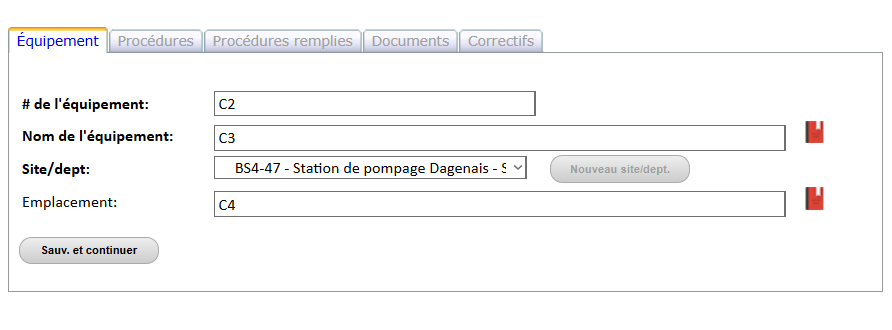 Équipement Procédures Procédures remplies Documents Correctifs
# de l'équipement: C2
Nom de l'équipement: C3
Site/dept: BS4-47 - Station de pompage Dagenais - S Nouveau site/dept.
Emplacement: C4
Sauv. et continuer